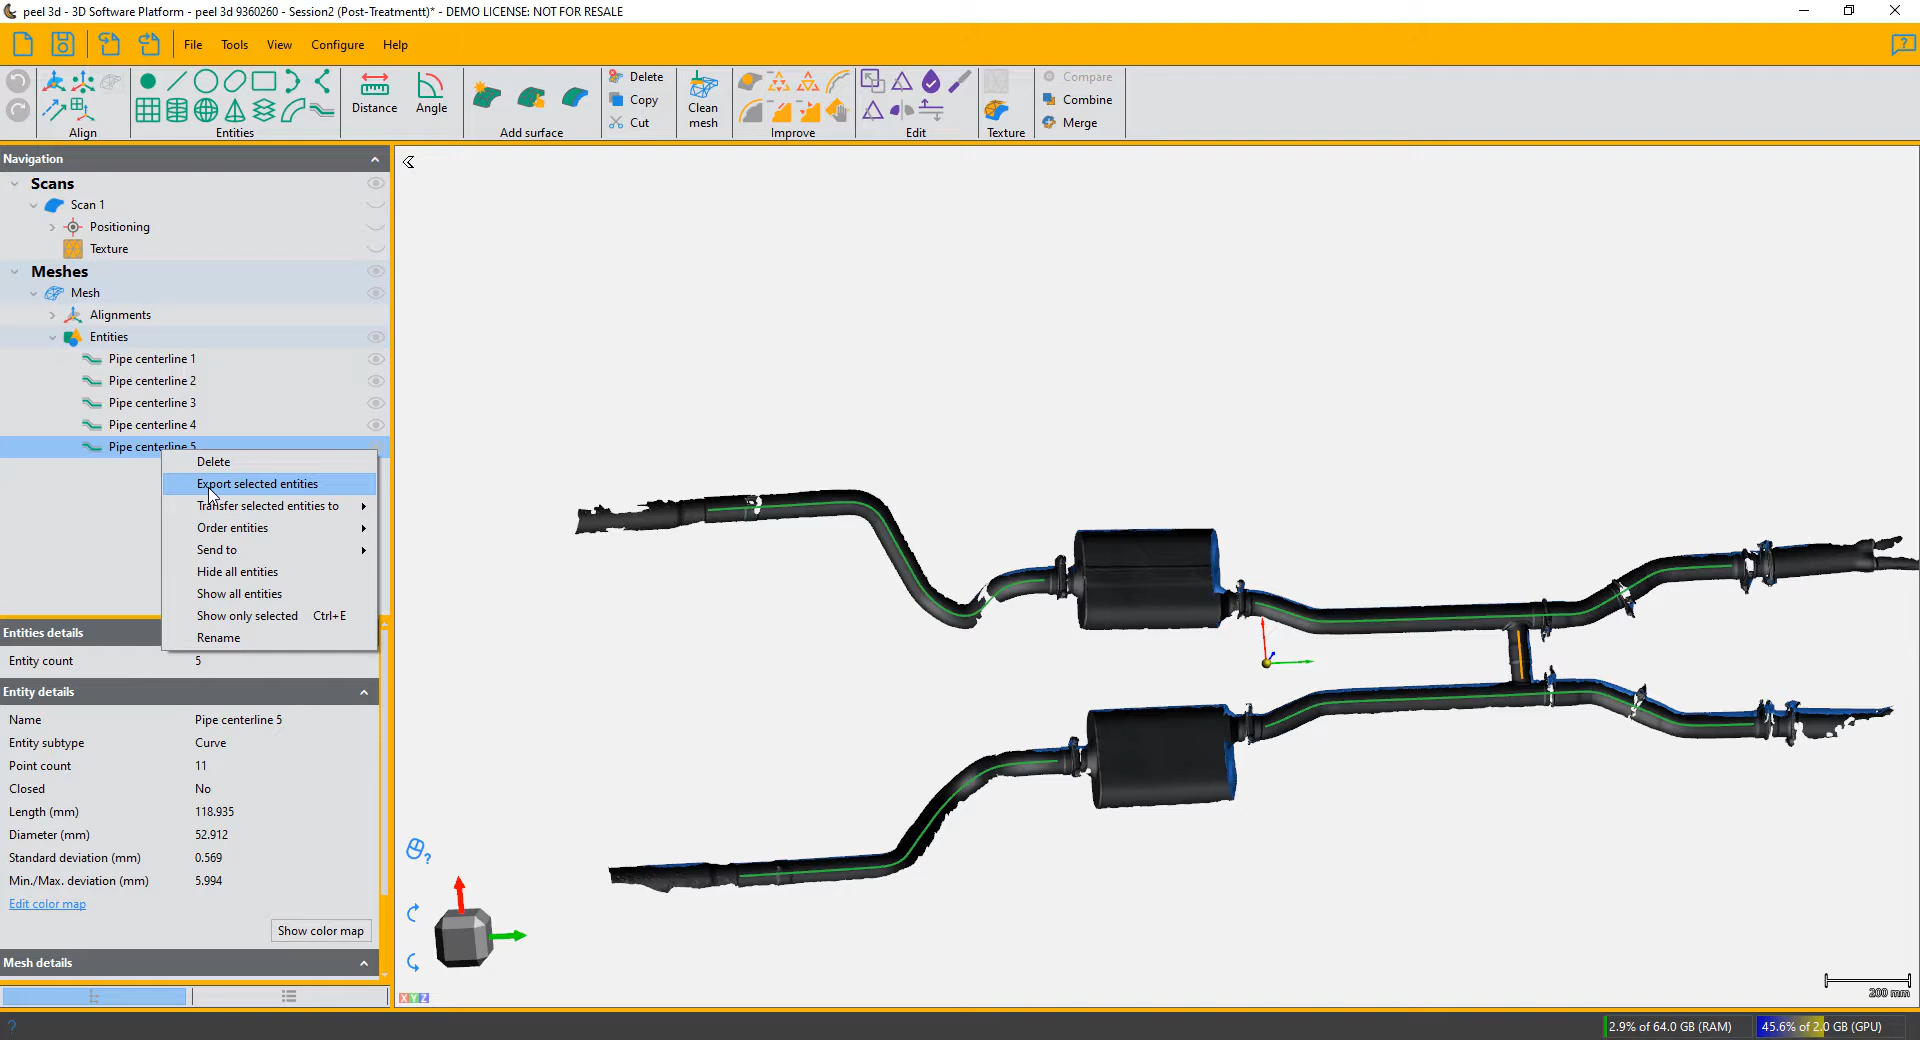 peel 3d - 3D Software Platform - peel 3d 9360260 - Session2 (Post-Treatmentt)* - DEMO LICENSE: NOT FOR RESALE
File Tools View Configure Help
Align
Entities
Distance
Angle
Add surface
Delete
Copy
Cut
Clean
mesh
Improve
Edit
Texture
Compare
Combine
Merge
Navigation
Scans
Scan 1
Positioning
Texture
Meshes
Mesh
Alignments
Entities
Pipe centerline 1
Pipe centerline 2
Pipe centerline 3
Pipe centerline 4
Pipe centerline 5
Delete
Export selected entities
Transfer selected entities to
Order entities
Send to
Hide all entities
Show all entities
Show only selected Ctrl+E
Rename
Entities details
Entity count 5
Entity details
Name Pipe centerline 5
Entity subtype Curve
Point count 11
Closed No
Length (mm) 118.935
Diameter (mm) 52.912
Standard deviation (mm) 0.569
Min./Max. deviation (mm) 5.994
Edit color map
Show color map
Mesh details
?
X Y Z
200 mm
?
2.9% of 64.0 GB (RAM)
45.6% of 2.0 GB (GPU)